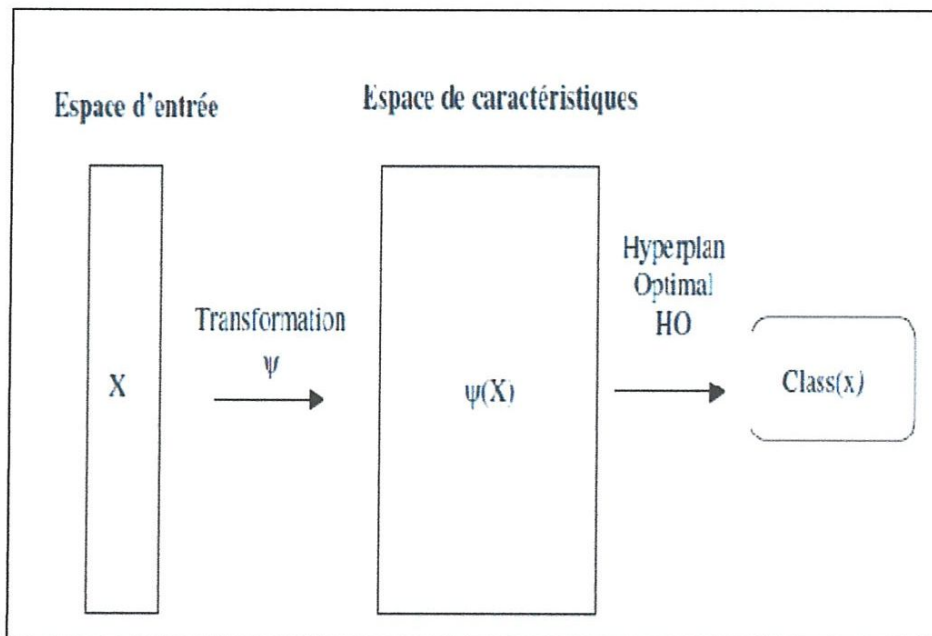 Espace d'entrée
Espace de caractéristiques
X
Transformation
ψ
ψ(X)
Hyperplan
Optimal
HO
Class(x)